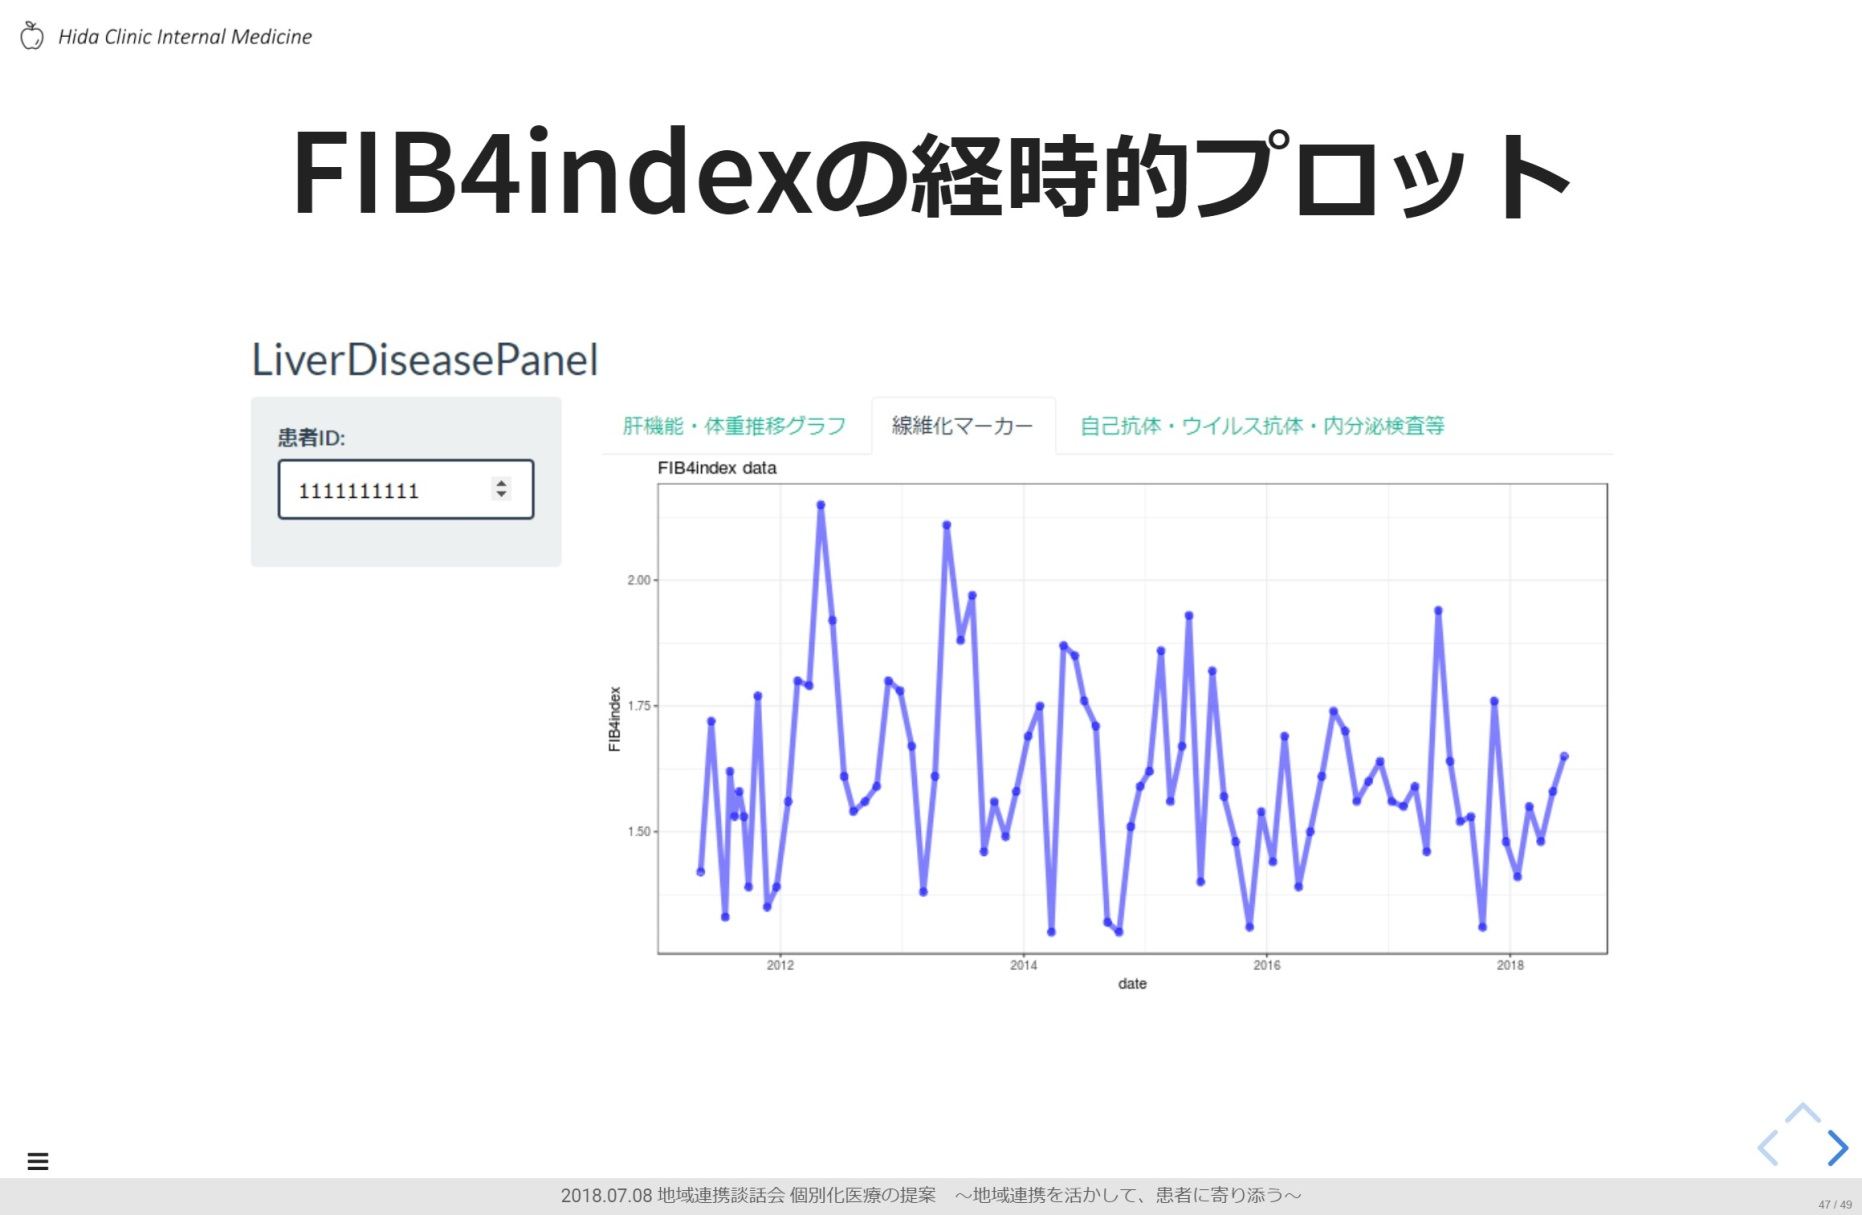 Hida Clinic Internal Medicine
FIB4indexの経時的プロット
LiverDiseasePanel
患者ID:
1111111111
肝機能・体重推移グラフ
線維化マーカー
自己抗体・ウイルス抗体・内分泌検査等
FIB4index data
FIB4index
2.00
1.75
1.50
2012
2014
2016
2018
date
2018.07.08 地域連携談話会 個別化医療の提案　〜地域連携を活かして、患者に寄り添う〜
47 / 49